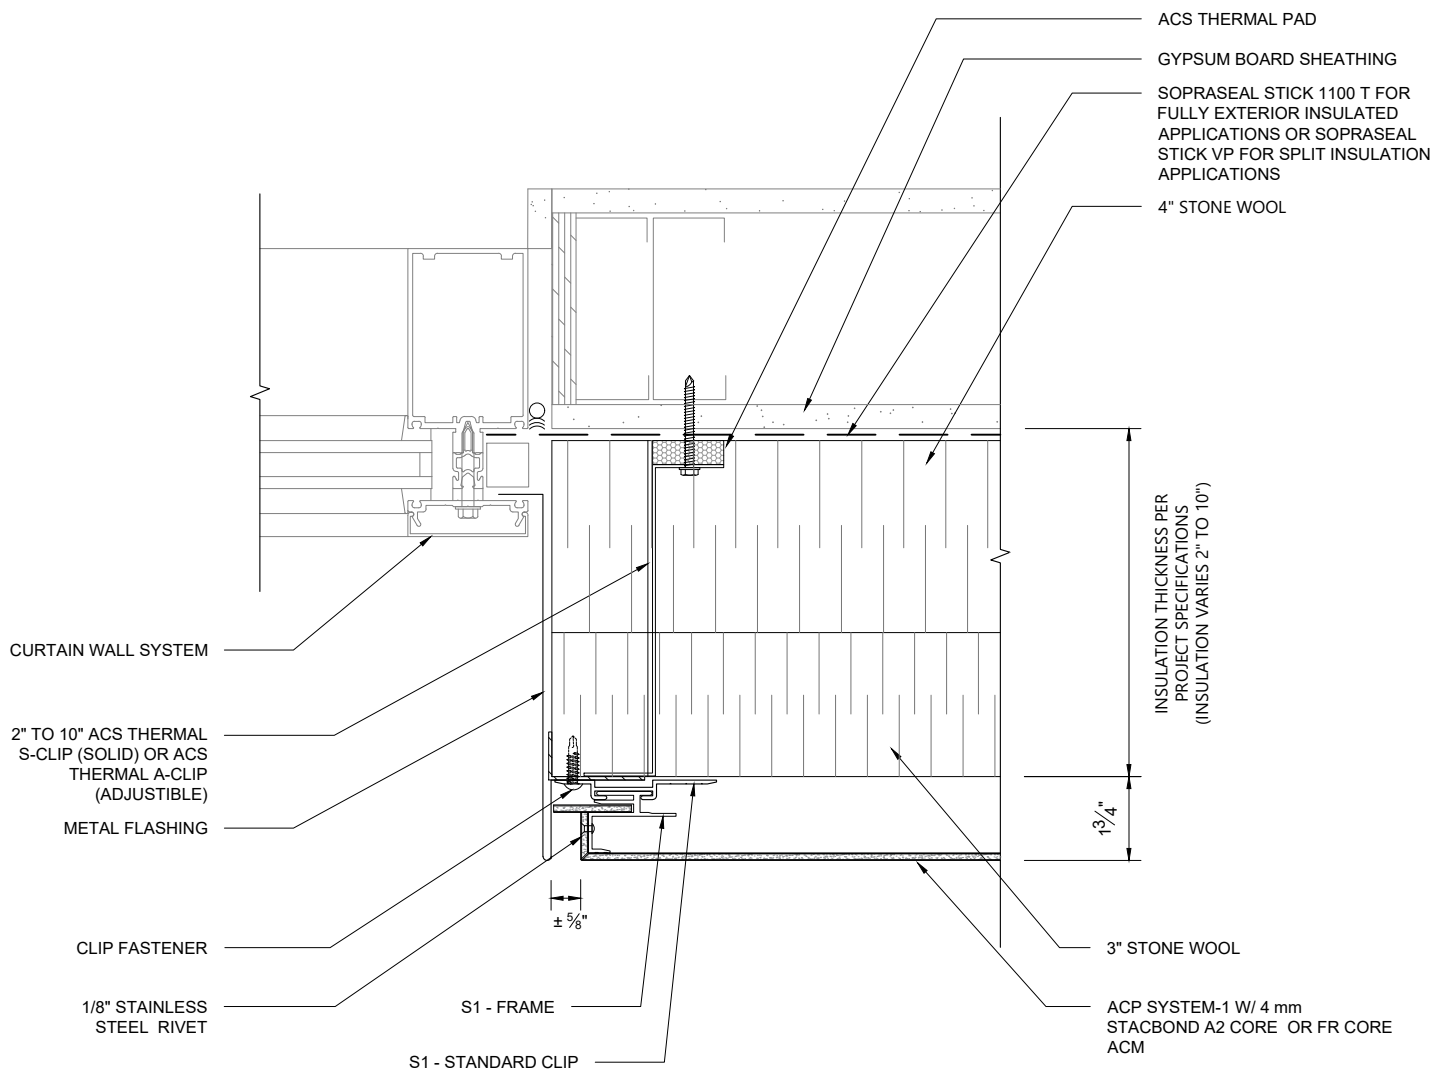 ACS THERMAL PAD
GYPSUM BOARD SHEATHING
SOPRASEAL STICK 1100 T FOR
FULLY EXTERIOR INSULATED
APPLICATIONS OR SOPRASEAL
STICK VP FOR SPLIT INSULATION
APPLICATIONS
4" STONE WOOL
INSULATION THICKNESS PER
PROJECT SPECIFICATIONS
(INSULATION VARIES 2" TO 10")
1 3/4"
CURTAIN WALL SYSTEM
2" TO 10" ACS THERMAL
S-CLIP (SOLID) OR ACS
THERMAL A-CLIP
(ADJUSTIBLE)
METAL FLASHING
± 5/8"
CLIP FASTENER
1/8" STAINLESS
STEEL RIVET
S1 - FRAME
S1 - STANDARD CLIP
3" STONE WOOL
ACP SYSTEM-1 W/ 4 mm
STACBOND A2 CORE OR FR CORE
ACM